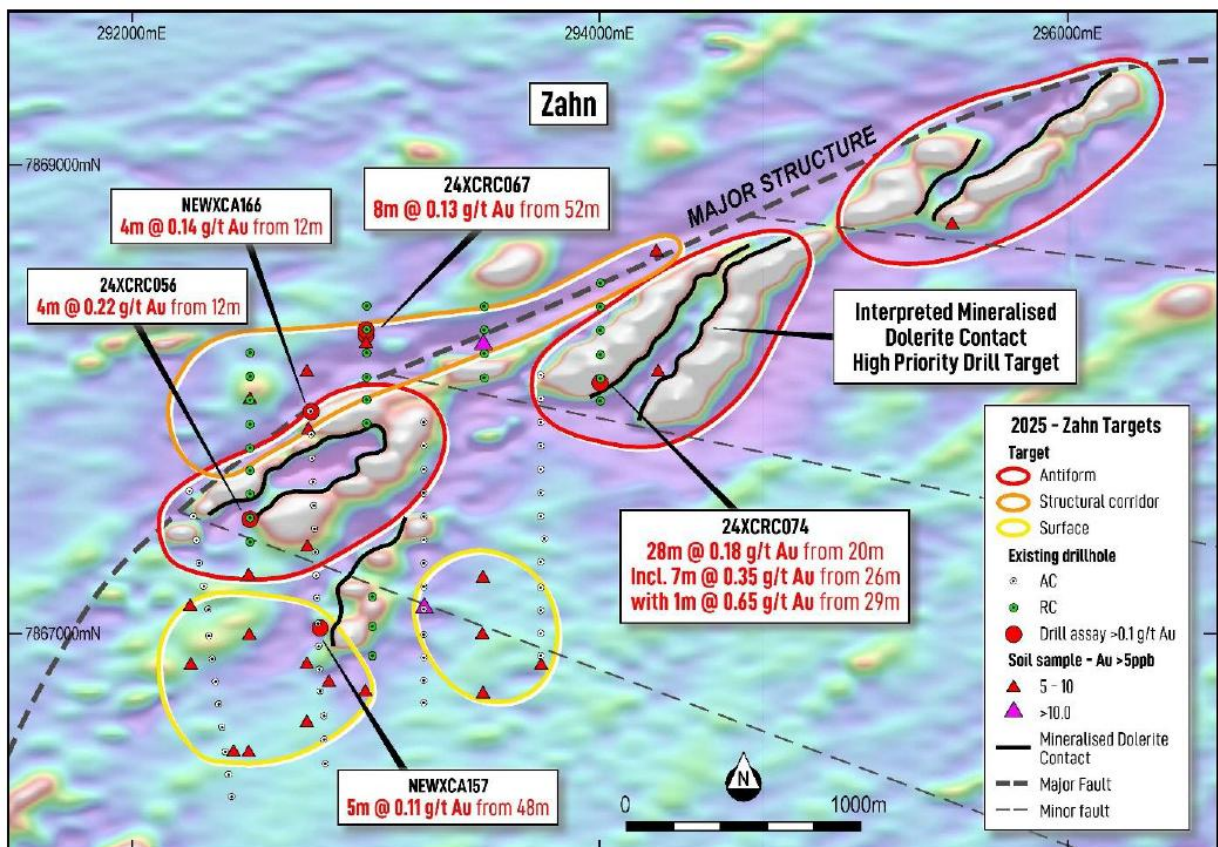 292000mE
294000mE
296000mE
Zahn
7869000mN
MAJOR STRUCTURE
24XCRC067
8m @ 0.13 g/t Au from 52m
NEWXCA166
4m @ 0.14 g/t Au from 12m
24XCRC056
4m @ 0.22 g/t Au from 12m
Interpreted Mineralised
Dolerite Contact
High Priority Drill Target
24XCRC074
28m @ 0.18 g/t Au from 20m
Incl. 7m @ 0.35 g/t Au from 26m
with 1m @ 0.65 g/t Au from 29m
7867000mN
NEWXCA157
5m @ 0.11 g/t Au from 48m
N
0 1000m
2025 - Zahn Targets
Target
Antiform
Structural corridor
Surface
Existing drillhole
AC
RC
Drill assay >0.1 g/t Au
Soil sample - Au >5ppb
5 - 10
>10.0
Mineralised Dolerite
Contact
Major Fault
Minor fault